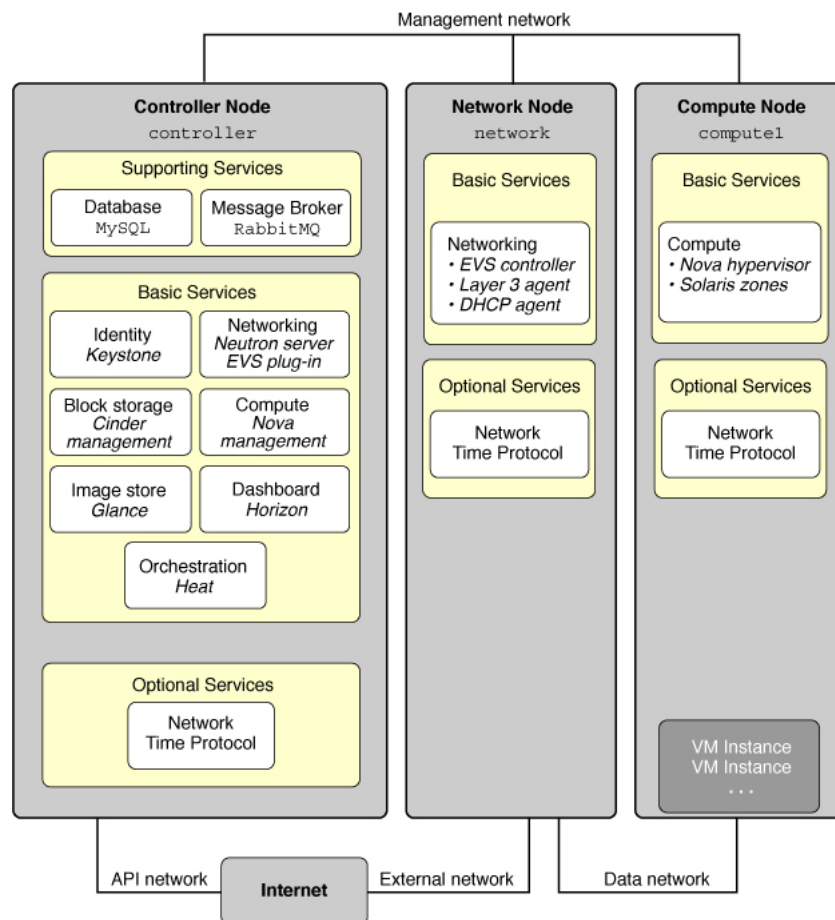 Management network
Controller Node
controller
Supporting Services
Database
MySQL
Message Broker
RabbitMQ
Basic Services
Identity
Keystone
Networking
Neutron server
EVS plug-in
Block storage
Cinder
management
Compute
Nova
management
Image store
Glance
Dashboard
Horizon
Orchestration
Heat
Optional Services
Network
Time Protocol
Network Node
network
Basic Services
Networking
• EVS controller
• Layer 3 agent
• DHCP agent
Optional Services
Network
Time Protocol
Compute Node
compute1
Basic Services
Compute
• Nova hypervisor
• Solaris zones
Optional Services
Network
Time Protocol
VM Instance
VM Instance
. . .
API network
Internet
External network
Data network